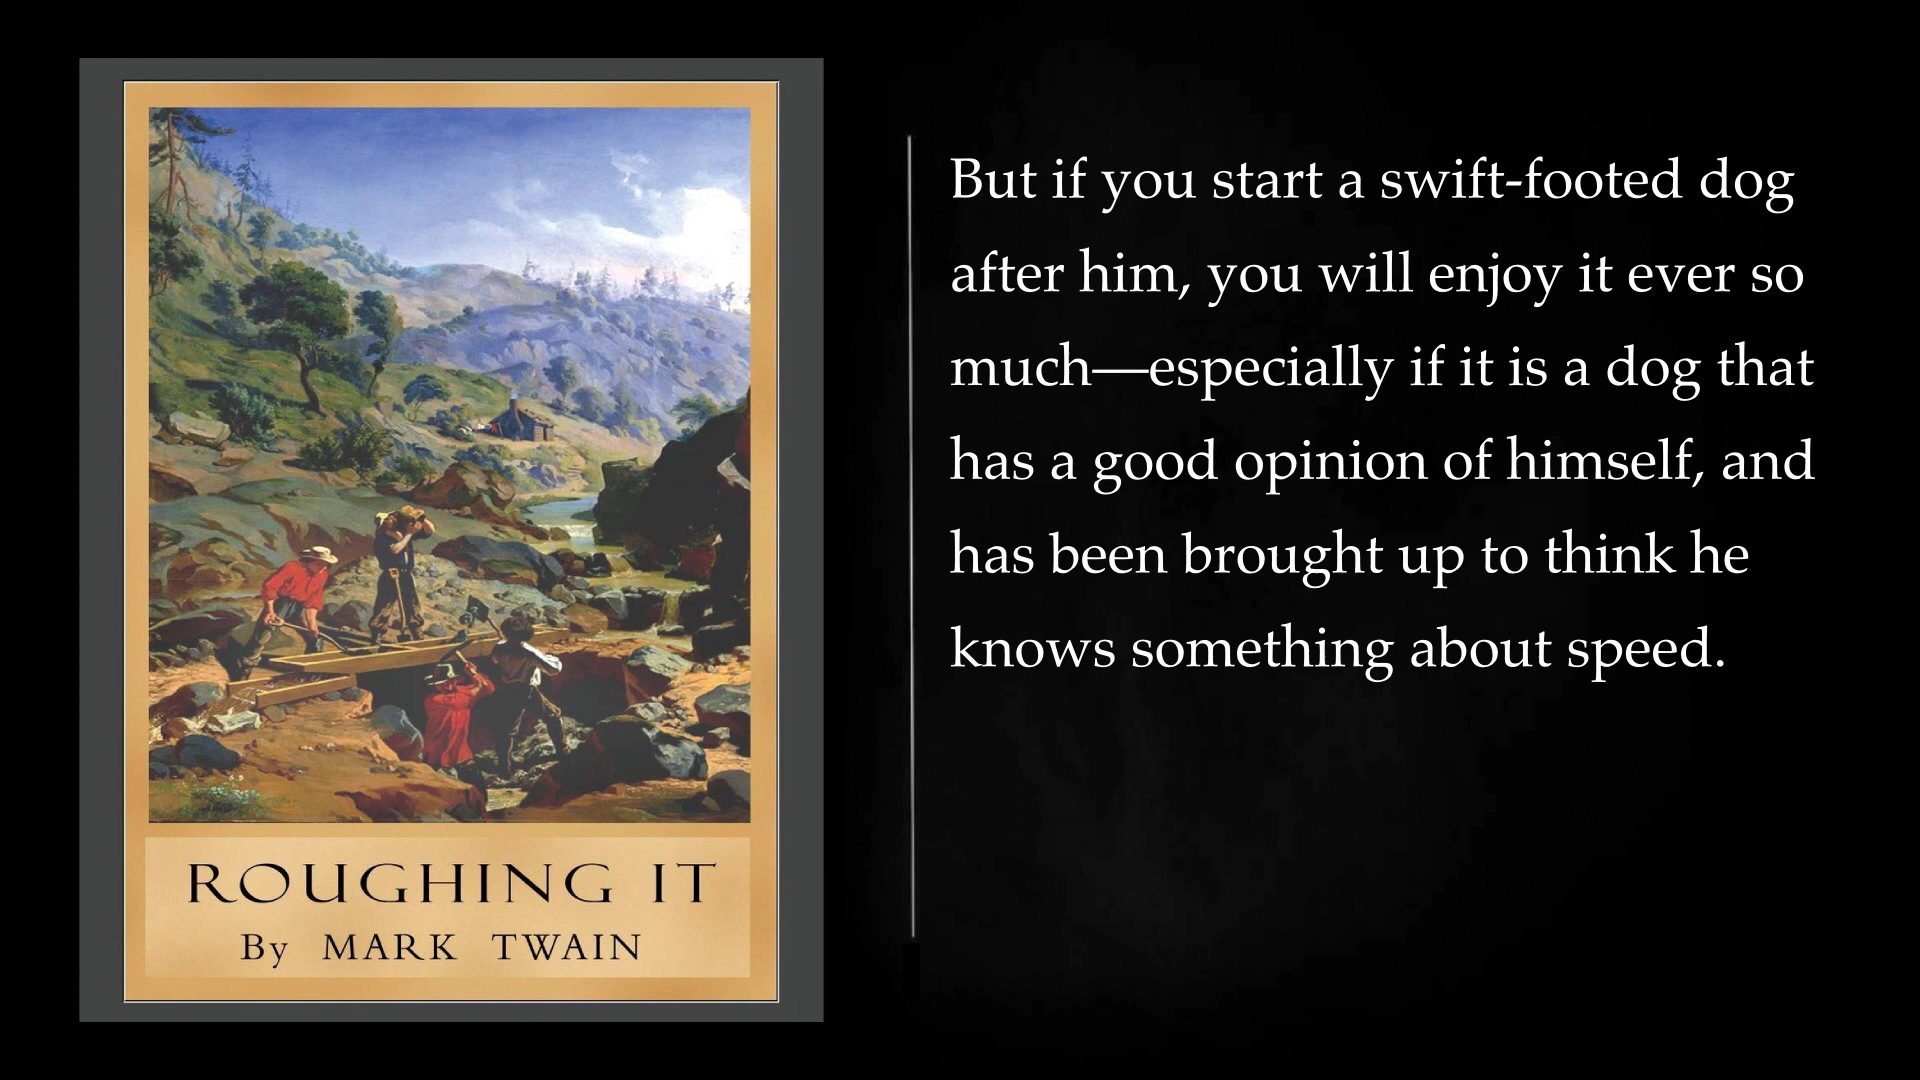 ROUGHING IT
By MARK TWAIN
But if you start a swift-footed dog
after him, you will enjoy it ever so
much—especially if it is a dog that
has a good opinion of himself, and
has been brought up to think he
knows something about speed.